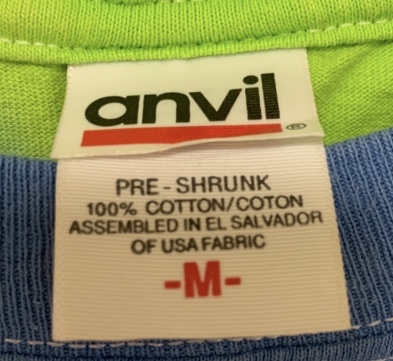 anvil®
PRE-SHRUNK
100% COTTON/COTON
ASSEMBLED IN EL SALVADOR
OF USA FABRIC
-M-